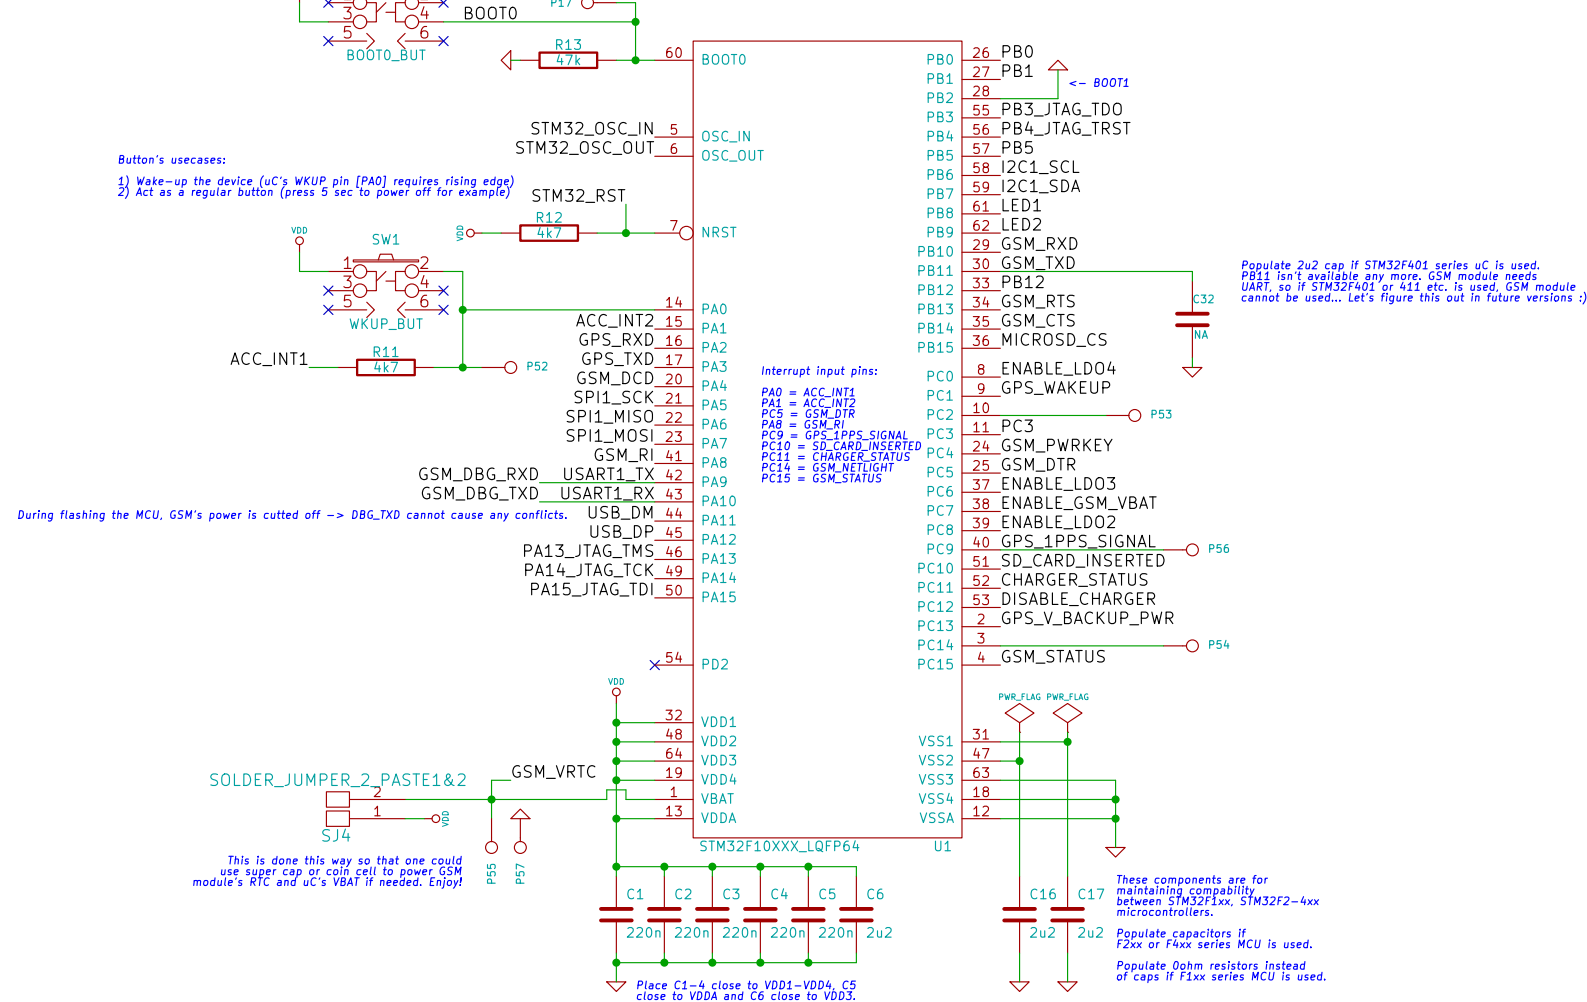 P17
3 4 BOOT0
5 6
BOOT0_BUT
R13
47k
60 BOOT0
STM32_OSC_IN 5 OSC_IN
STM32_OSC_OUT 6 OSC_OUT
Button's usecases:
1) Wake-up the device (uC's WKUP pin [PA0] requires rising edge)
2) Act as a regular button (press 5 sec to power off for example)
STM32_RST
VDD R12
4k7
7 NRST
VDD
SW1
1 2
3 4
5 6
WKUP_BUT
14 PA0
ACC_INT2 15 PA1
GPS_RXD 16 PA2
GPS_TXD 17 PA3
GSM_DCD 20 PA4
SPI1_SCK 21 PA5
SPI1_MISO 22 PA6
SPI1_MOSI 23 PA7
GSM_RI 41 PA8
GSM_DBG_RXD USART1_TX 42 PA9
GSM_DBG_TXD USART1_RX 43 PA10
USB_DM 44 PA11
USB_DP 45 PA12
PA13_JTAG_TMS 46 PA13
PA14_JTAG_TCK 49 PA14
PA15_JTAG_TDI 50 PA15
ACC_INT1 R11
4k7
P52
During flashing the MCU, GSM's power is cutted off -> DBG_TXD cannot cause any conflicts.
54 PD2
VDD
32 VDD1
48 VDD2
64 VDD3
19 VDD4
1 VBAT
13 VDDA
GSM_VRTC
SOLDER_JUMPER_2_PASTE1&2
2
1
VDD
SJ4
P55
P57
This is done this way so that one could
use super cap or coin cell to power GSM
module's RTC and uC's VBAT if needed. Enjoy!
Interrupt input pins:
PA0 = ACC_INT1
PA1 = ACC_INT2
PC5 = GSM_DTR
PA8 = GSM_RI
PC9 = GPS_1PPS_SIGNAL
PC10 = SD_CARD_INSERTED
PC11 = CHARGER_STATUS
PC14 = GSM_NETLIGHT
PC15 = GSM_STATUS
PB0 26 PB0
PB1 27 PB1
PB2 28
<- BOOT1
PB3 55 PB3_JTAG_TDO
PB4 56 PB4_JTAG_TRST
PB5 57 PB5
PB6 58 I2C1_SCL
PB7 59 I2C1_SDA
PB8 61 LED1
PB9 62 LED2
PB10 29 GSM_RXD
PB11 30 GSM_TXD
PB12 33 PB12
PB13 34 GSM_RTS
PB14 35 GSM_CTS
PB15 36 MICROSD_CS
PC0 8 ENABLE_LDO4
PC1 9 GPS_WAKEUP
PC2 10 P53
PC3 11 PC3
PC4 24 GSM_PWRKEY
PC5 25 GSM_DTR
PC6 37 ENABLE_LDO3
PC7 38 ENABLE_GSM_VBAT
PC8 39 ENABLE_LDO2
PC9 40 GPS_1PPS_SIGNAL P56
PC10 51 SD_CARD_INSERTED
PC11 52 CHARGER_STATUS
PC12 53 DISABLE_CHARGER
PC13 2 GPS_V_BACKUP_PWR
PC14 3 P54
PC15 4 GSM_STATUS
Populate 2u2 cap if STM32F401 series uC is used.
PB11 isn't available any more. GSM module needs
UART, so if STM32F401 or 411 etc. is used, GSM module
cannot be used... Let's figure this out in future versions :)
C32
NA
PWR_FLAG PWR_FLAG
VSS1 31
VSS2 47
VSS3 63
VSS4 18
VSSA 12
STM32F10XXX_LQFP64 U1
C1 C2 C3 C4 C5 C6
220n 220n 220n 220n 220n 2u2
Place C1-4 close to VDD1-VDD4, C5
close to VDDA and C6 close to VDD3.
C16 C17
2u2 2u2
These components are for
maintaining compability
between STM32F1xx, STM32F2-4xx
microcontrollers.
Populate capacitors if
F2xx or F4xx series MCU is used.
Populate 0ohm resistors instead
of caps if F1xx series MCU is used.